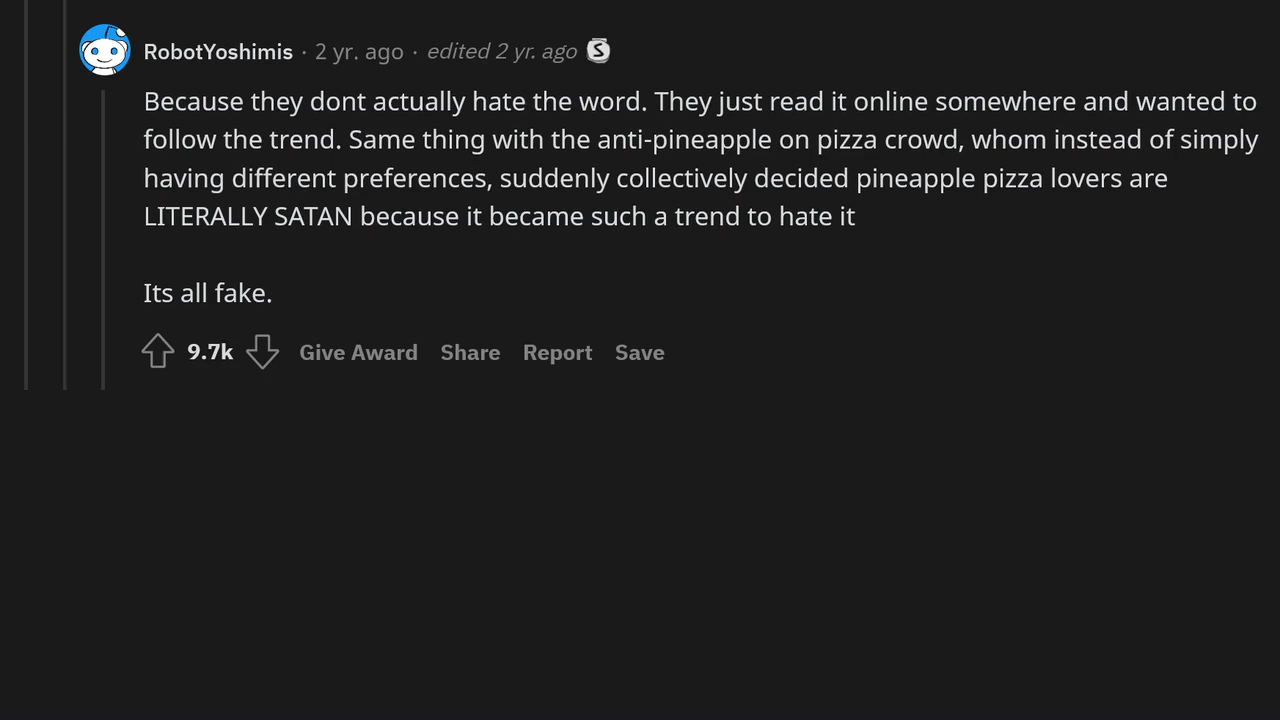 RobotYoshimis · 2 yr. ago · edited 2 yr. ago S
Because they dont actually hate the word. They just read it online somewhere and wanted to
follow the trend. Same thing with the anti-pineapple on pizza crowd, whom instead of simply
having different preferences, suddenly collectively decided pineapple pizza lovers are
LITERALLY SATAN because it became such a trend to hate it
Its all fake.
9.7k Give Award Share Report Save